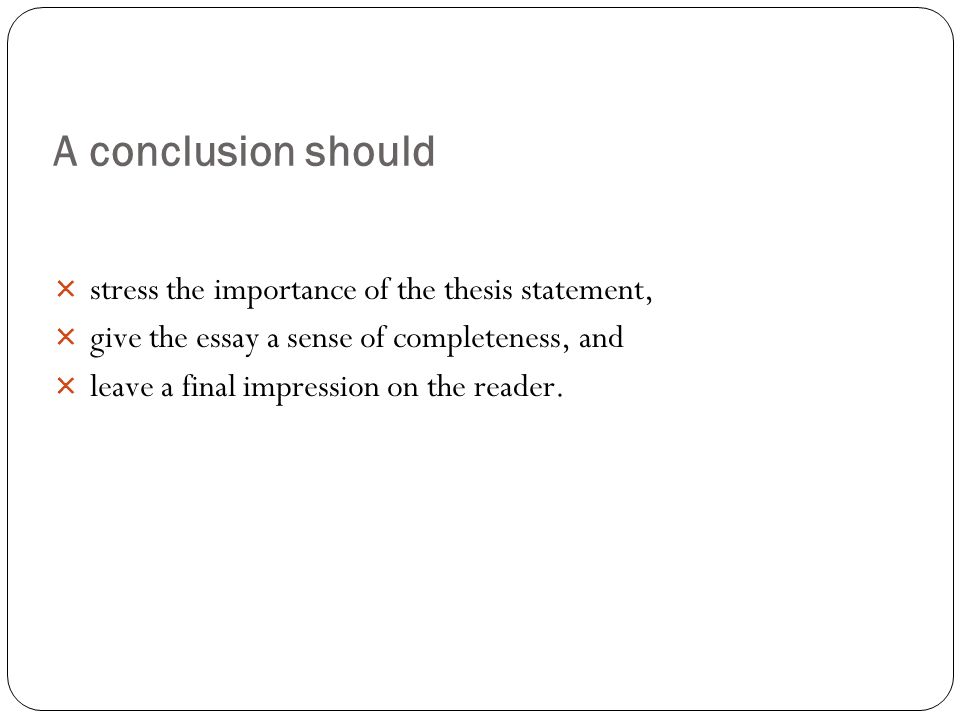 A conclusion should
× stress the importance of the thesis statement,
× give the essay a sense of completeness, and
× leave a final impression on the reader.